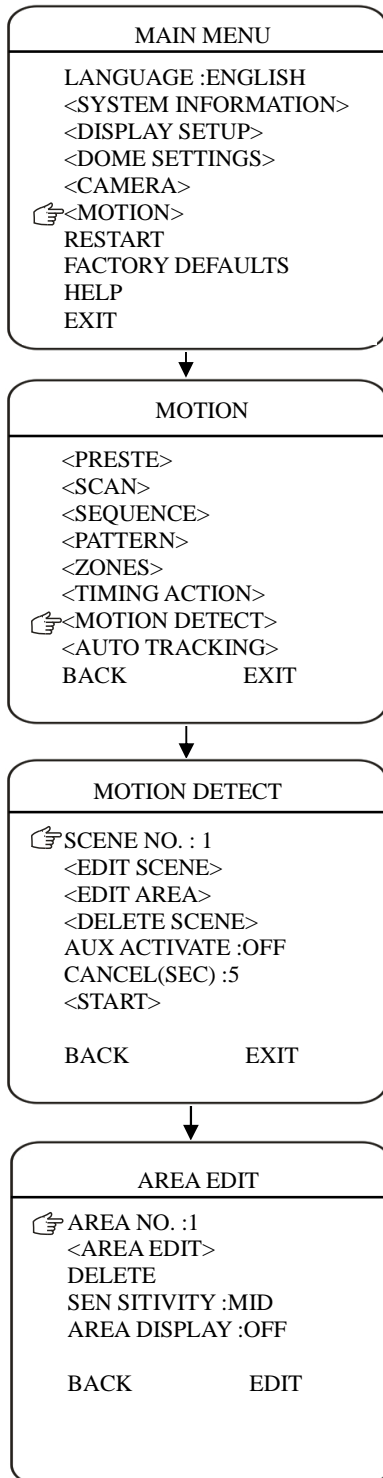 MAIN MENU
LANGUAGE :ENGLISH
<SYSTEM INFORMATION>
<DISPLAY SETUP>
<DOME SETTINGS>
<CAMERA>
<MOTION>
RESTART
FACTORY DEFAULTS
HELP
EXIT
MOTION
<PRESTE>
<SCAN>
<SEQUENCE>
<PATTERN>
<ZONES>
<TIMING ACTION>
<MOTION DETECT>
<AUTO TRACKING>
BACK EXIT
MOTION DETECT
SCENE NO. : 1
<EDIT SCENE>
<EDIT AREA>
<DELETE SCENE>
AUX ACTIVATE :OFF
CANCEL(SEC) :5
<START>
BACK EXIT
AREA EDIT
AREA NO. :1
<AREA EDIT>
DELETE
SEN SITIVITY :MID
AREA DISPLAY :OFF
BACK EDIT